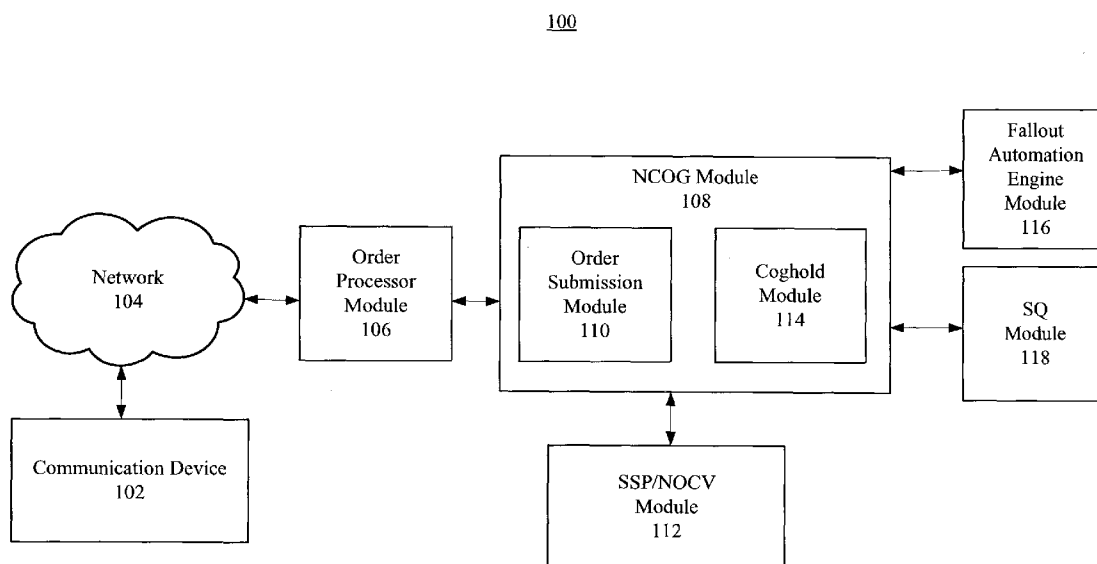 100
Network
104
Communication Device
102
Order
Processor
Module
106
NCOG Module
108
Order
Submission
Module
110
Coghold
Module
114
SSP/NOCV
Module
112
Fallout
Automation
Engine
Module
116
SQ
Module
118